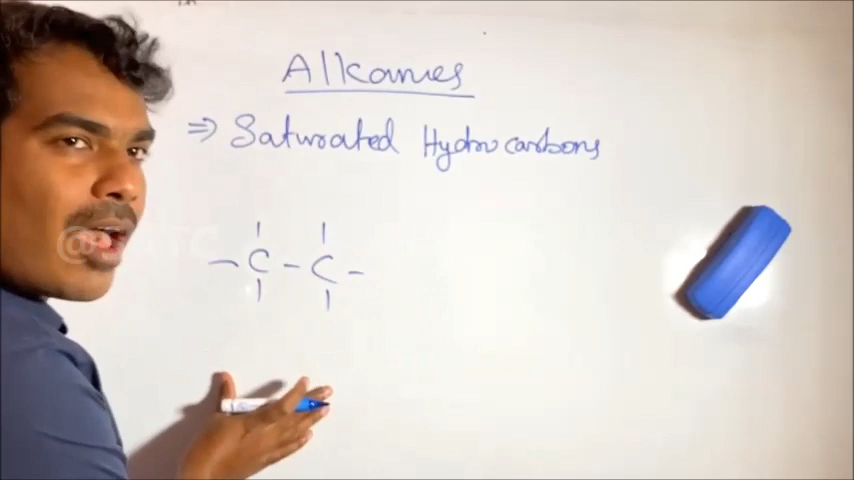 Alkanes
⇒ Saturated Hydrocarbons
- C - C -